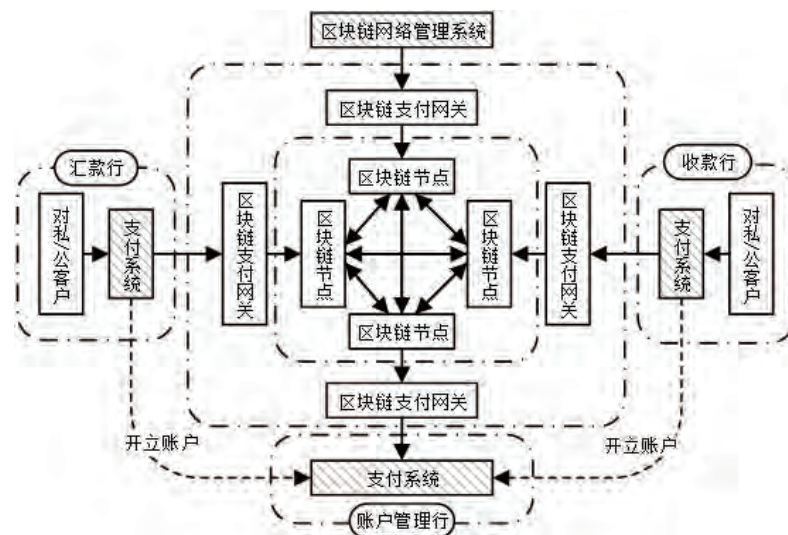 区块链网络管理系统
区块链支付网关
汇款行
收款行
区块链节点
对私/公客户
支付系统
区块链支付网关
区块链节点
区块链节点
区块链支付网关
支付系统
对私/公客户
区块链节点
区块链支付网关
开立账户
开立账户
支付系统
账户管理行